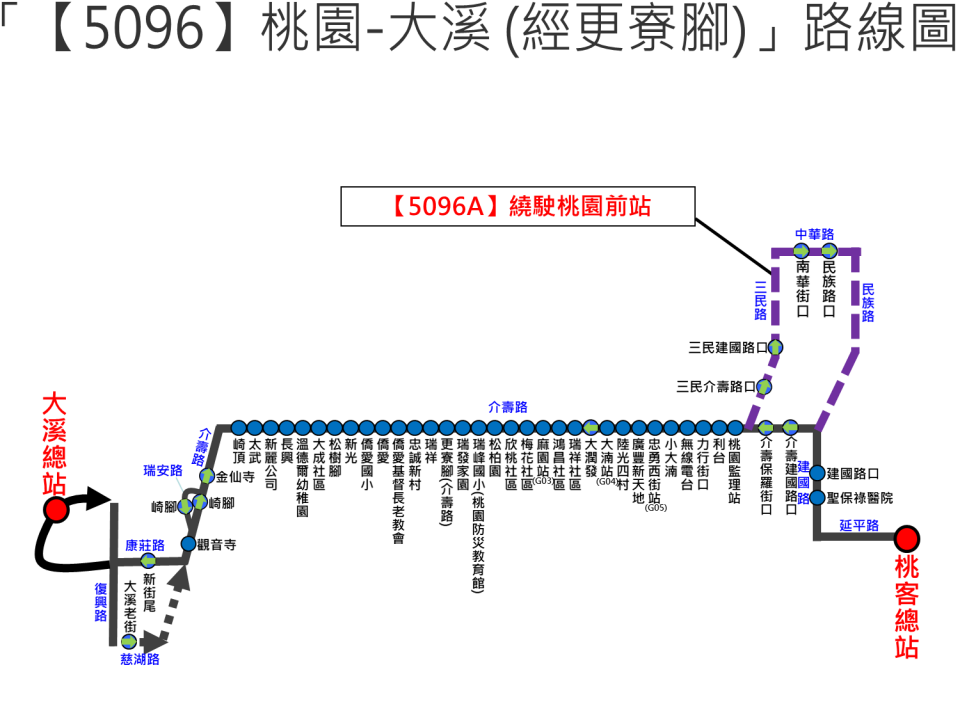 「【5096】桃園-大溪 (經更寮腳)」路線圖
【5096A】繞駛桃園前站
中華路
南華街口
民族路口
三民路
民族路
三民建國路口
三民介壽路口
介壽路
大溪總站
介壽路
崎頂
太武
新麗公司
長興
溫德爾幼稚園
大成社區
松樹腳
新光
僑愛國小
僑愛
僑愛基督長老教會
忠誠新村
瑞祥
更寮腳(介壽路)
瑞發家園
瑞峰國小(桃園防災教育館)
松柏園
欣桃社區
梅花社區
麻園站(G03)
鴻昌社區
瑞祥社區
大潤發
大湳站(G04)
陸光四村
廣豐新天地
忠勇西街站(G05)
小大湳
無線電台
力行街口
利台
桃園監理站
介壽保羅街口
介壽建國路口
建國路
建國路口
聖保祿醫院
延平路
桃客總站
瑞安路
金仙寺
崎腳
崎腳
觀音寺
康莊路
新街尾
大溪老街
復興路
慈湖路